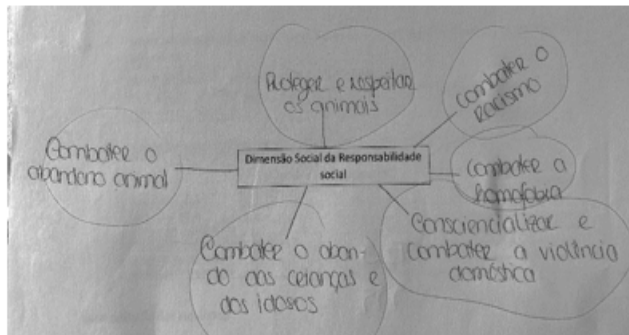 Proteger e respeitar
os animais
Combater o
racismo
Combater o
abandono animal
Dimensão Social da Responsabilidade
social
Combater a
homofobia
Consciencializar e
combater a violência
doméstica
Combater o aban-
do das crianças e
dos idosos